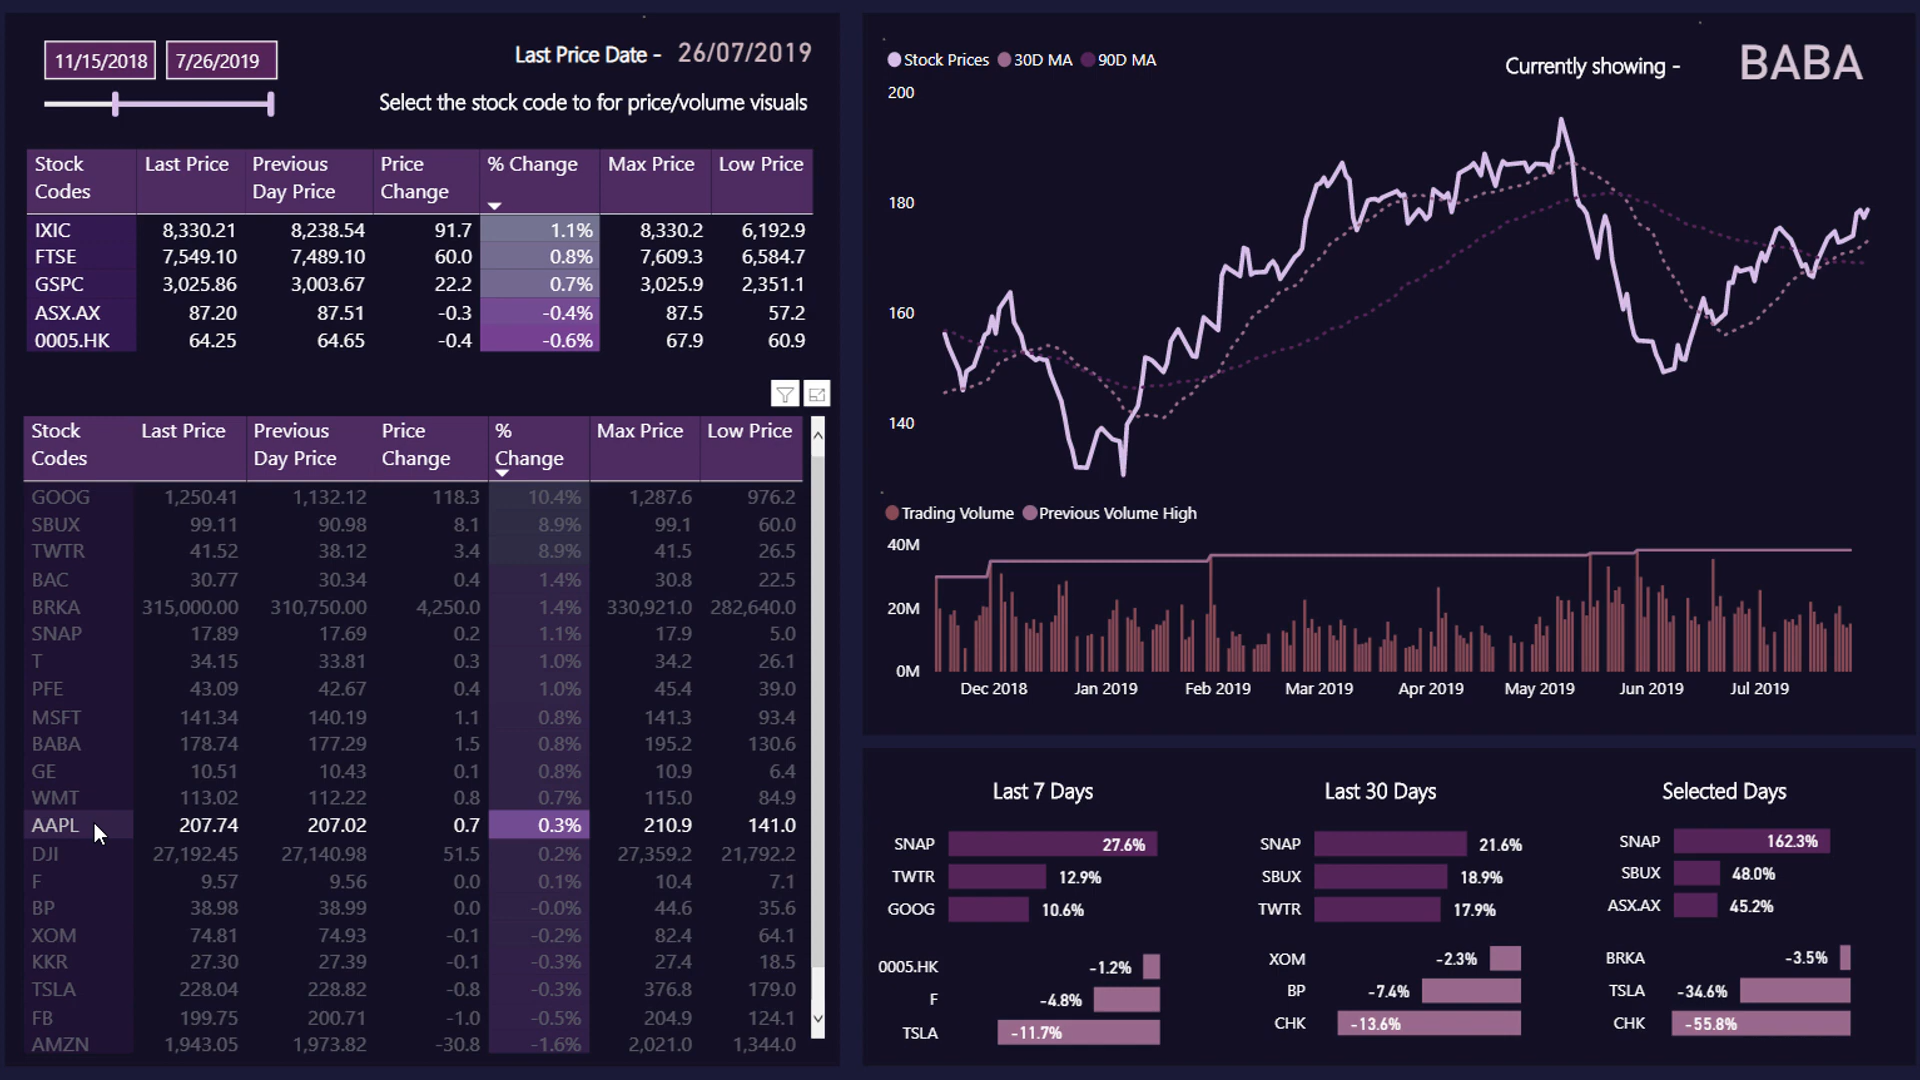 11/15/2018 7/26/2019
Last Price Date - 26/07/2019
Select the stock code to for price/volume visuals
Stock Codes Last Price Previous Day Price Price Change % Change Max Price Low Price
IXIC 8,330.21 8,238.54 91.7 1.1% 8,330.2 6,192.9
FTSE 7,549.10 7,489.10 60.0 0.8% 7,609.3 6,584.7
GSPC 3,025.86 3,003.67 22.2 0.7% 3,025.9 2,351.1
ASX.AX 87.20 87.51 -0.3 -0.4% 87.5 57.2
0005.HK 64.25 64.65 -0.4 -0.6% 67.9 60.9
Stock Codes Last Price Previous Day Price Price Change % Change Max Price Low Price
GOOG 1,250.41 1,132.12 118.3 10.4% 1,287.6 976.2
SBUX 99.11 90.98 8.1 8.9% 99.1 60.0
TWTR 41.52 38.12 3.4 8.9% 41.5 26.5
BAC 30.77 30.34 0.4 1.4% 30.8 22.5
BRKA 315,000.00 310,750.00 4,250.0 1.4% 330,921.0 282,640.0
SNAP 17.89 17.69 0.2 1.1% 17.9 5.0
T 34.15 33.81 0.3 1.0% 34.2 26.1
PFE 43.09 42.67 0.4 1.0% 45.4 39.0
MSFT 141.34 140.19 1.1 0.8% 141.3 93.4
BABA 178.74 177.29 1.5 0.8% 195.2 130.6
GE 10.51 10.43 0.1 0.8% 10.9 6.4
WMT 113.02 112.22 0.8 0.7% 115.0 84.9
AAPL 207.74 207.02 0.7 0.3% 210.9 141.0
DJI 27,192.45 27,140.98 51.5 0.2% 27,359.2 21,792.2
F 9.57 9.56 0.0 0.1% 10.4 7.1
BP 38.98 38.99 0.0 -0.0% 44.6 35.6
XOM 74.81 74.93 -0.1 -0.2% 82.4 64.1
KKR 27.30 27.39 -0.1 -0.3% 27.4 18.5
TSLA 228.04 228.82 -0.8 -0.3% 376.8 179.0
FB 199.75 200.71 -1.0 -0.5% 204.9 124.1
AMZN 1,943.05 1,973.82 -30.8 -1.6% 2,021.0 1,344.0
Stock Prices 30D MA 90D MA
Currently showing - BABA
200
180
160
140
Trading Volume Previous Volume High
40M
20M
0M
Dec 2018 Jan 2019 Feb 2019 Mar 2019 Apr 2019 May 2019 Jun 2019 Jul 2019
Last 7 Days
SNAP 27.6%
TWTR 12.9%
GOOG 10.6%
0005.HK -1.2%
F -4.8%
TSLA -11.7%
Last 30 Days
SNAP 21.6%
SBUX 18.9%
TWTR 17.9%
XOM -2.3%
BP -7.4%
CHK -13.6%
Selected Days
SNAP 162.3%
SBUX 48.0%
ASX.AX 45.2%
BRKA -3.5%
TSLA -34.6%
CHK -55.8%